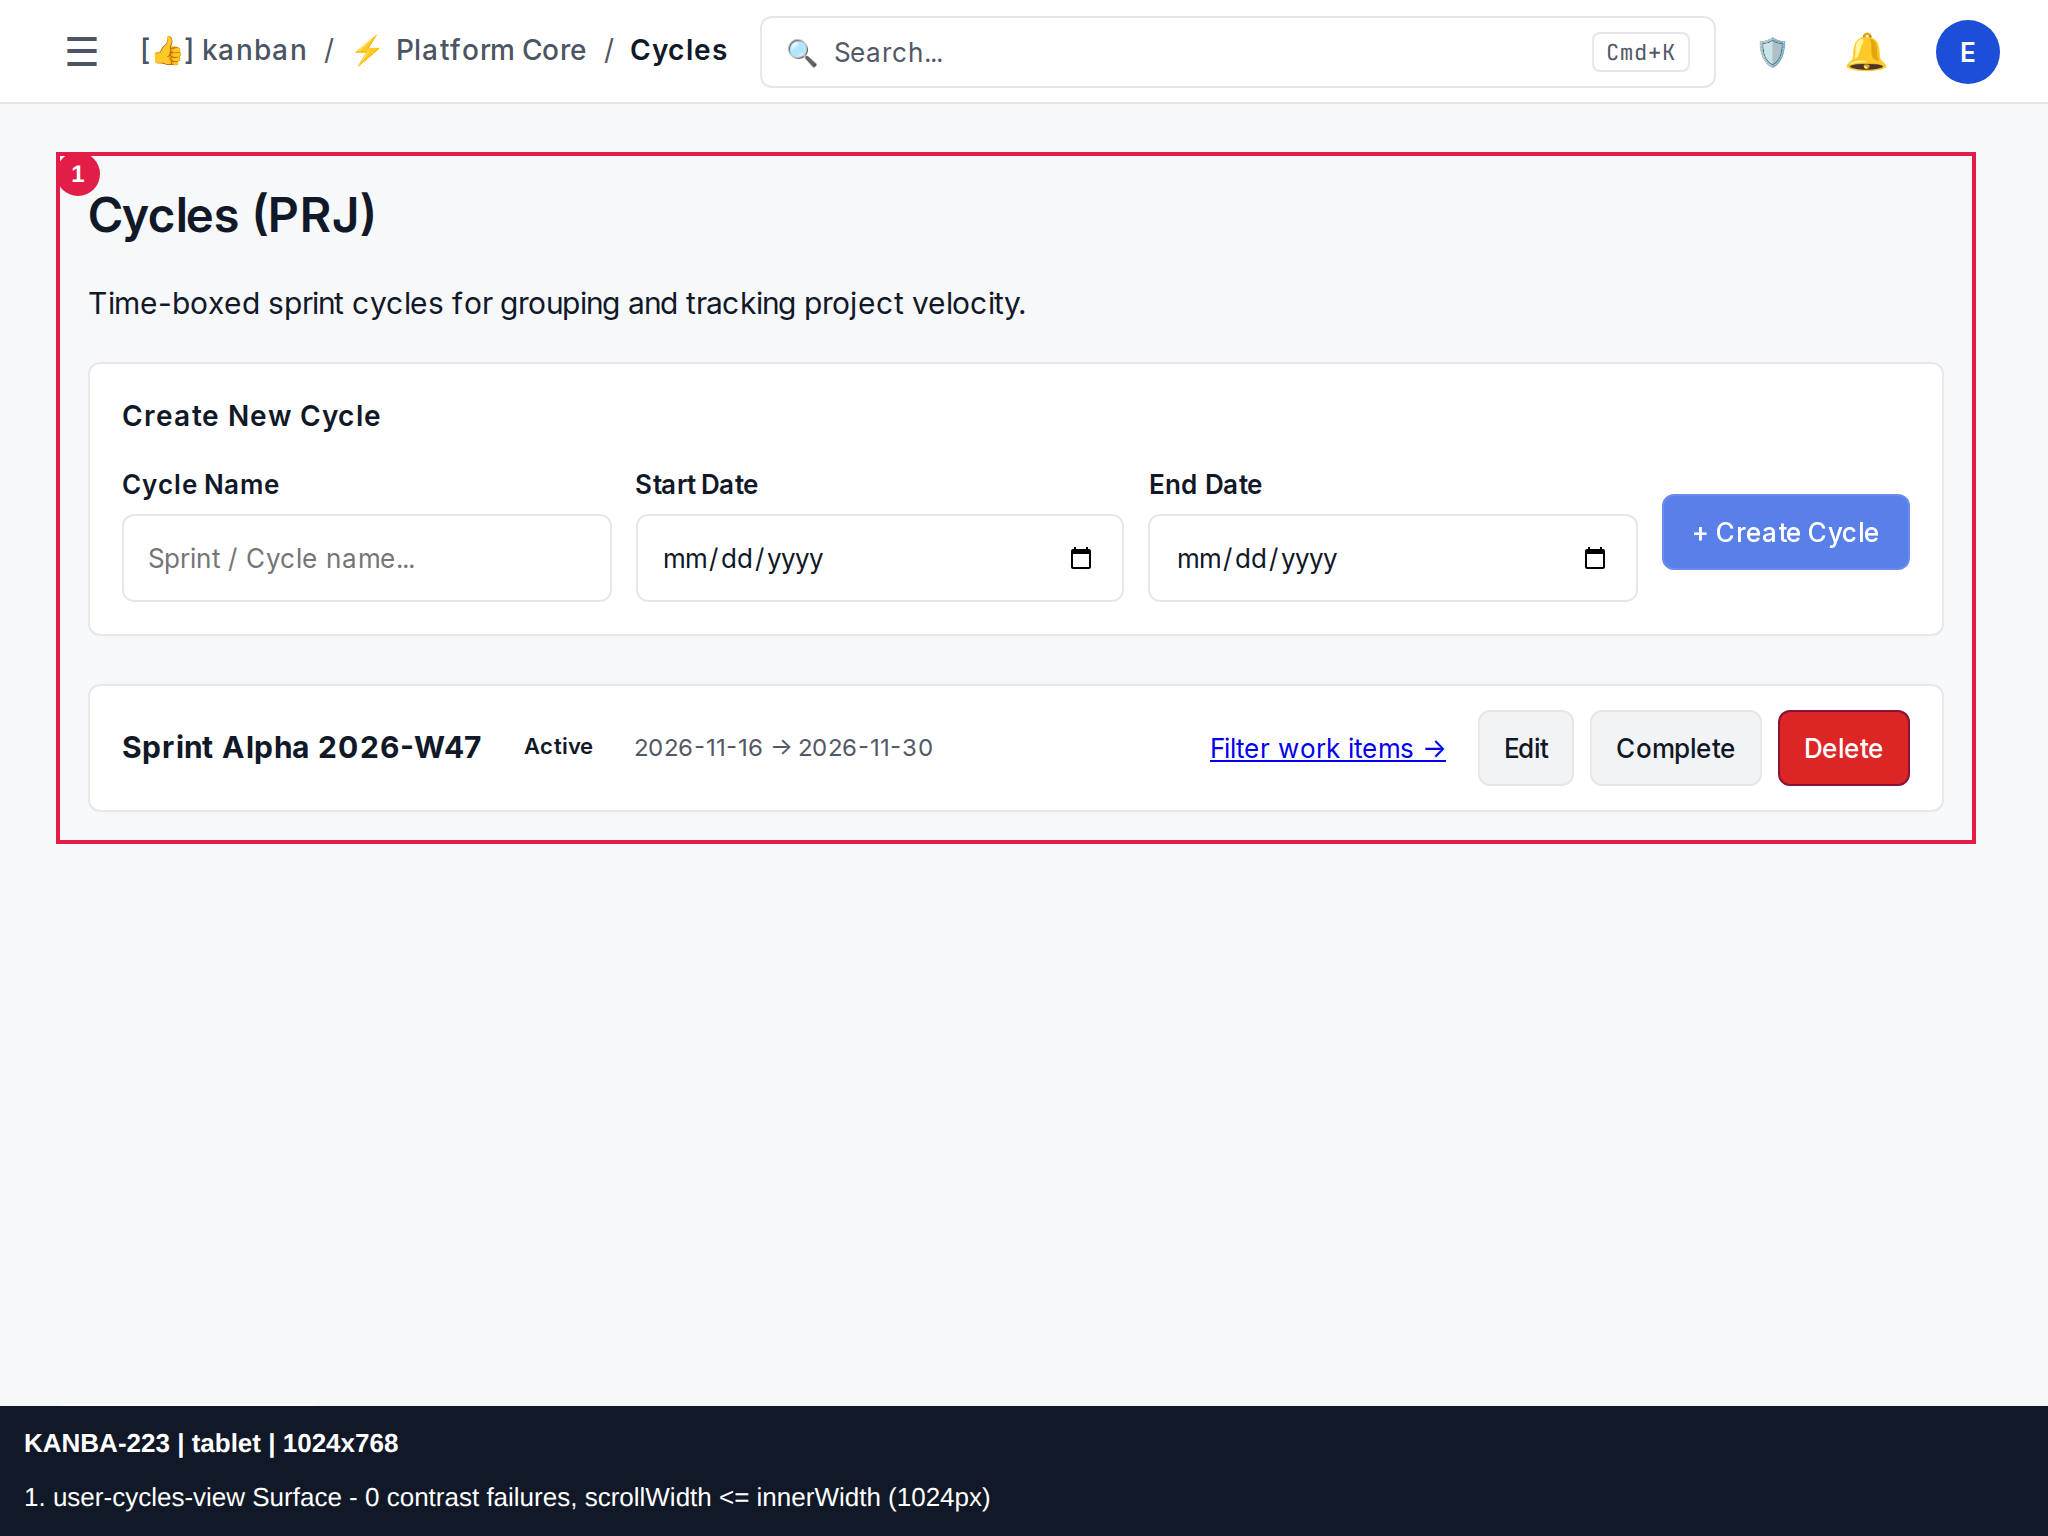 ☰ [👍] kanban / ⚡ Platform Core / Cycles 🔍 Search... Cmd+K 🛡️ 🔔 E
1
Cycles (PRJ)
Time-boxed sprint cycles for grouping and tracking project velocity.
Create New Cycle
Cycle Name Start Date End Date
Sprint / Cycle name... mm/dd/yyyy mm/dd/yyyy + Create Cycle
Sprint Alpha 2026-W47 Active 2026-11-16 → 2026-11-30 Filter work items → Edit Complete Delete
KANBA-223 | tablet | 1024x768
1. user-cycles-view Surface - 0 contrast failures, scrollWidth <= innerWidth (1024px)